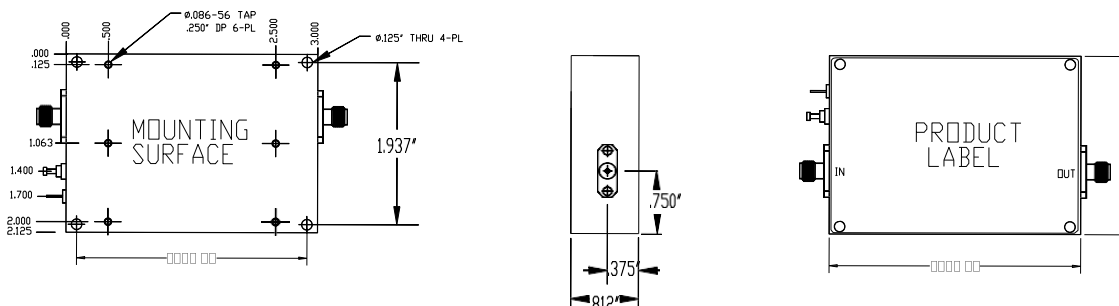 Ø.086-56 TAP
.250" DP 6-PL
.000
.500
2.500
3.000
Ø.125" THRU 4-PL
.000
.125
1.063
1.400
1.700
2.000
2.125
MOUNTING
SURFACE
1.937"
.750"
.375"
.812"
PRODUCT
LABEL
IN
OUT